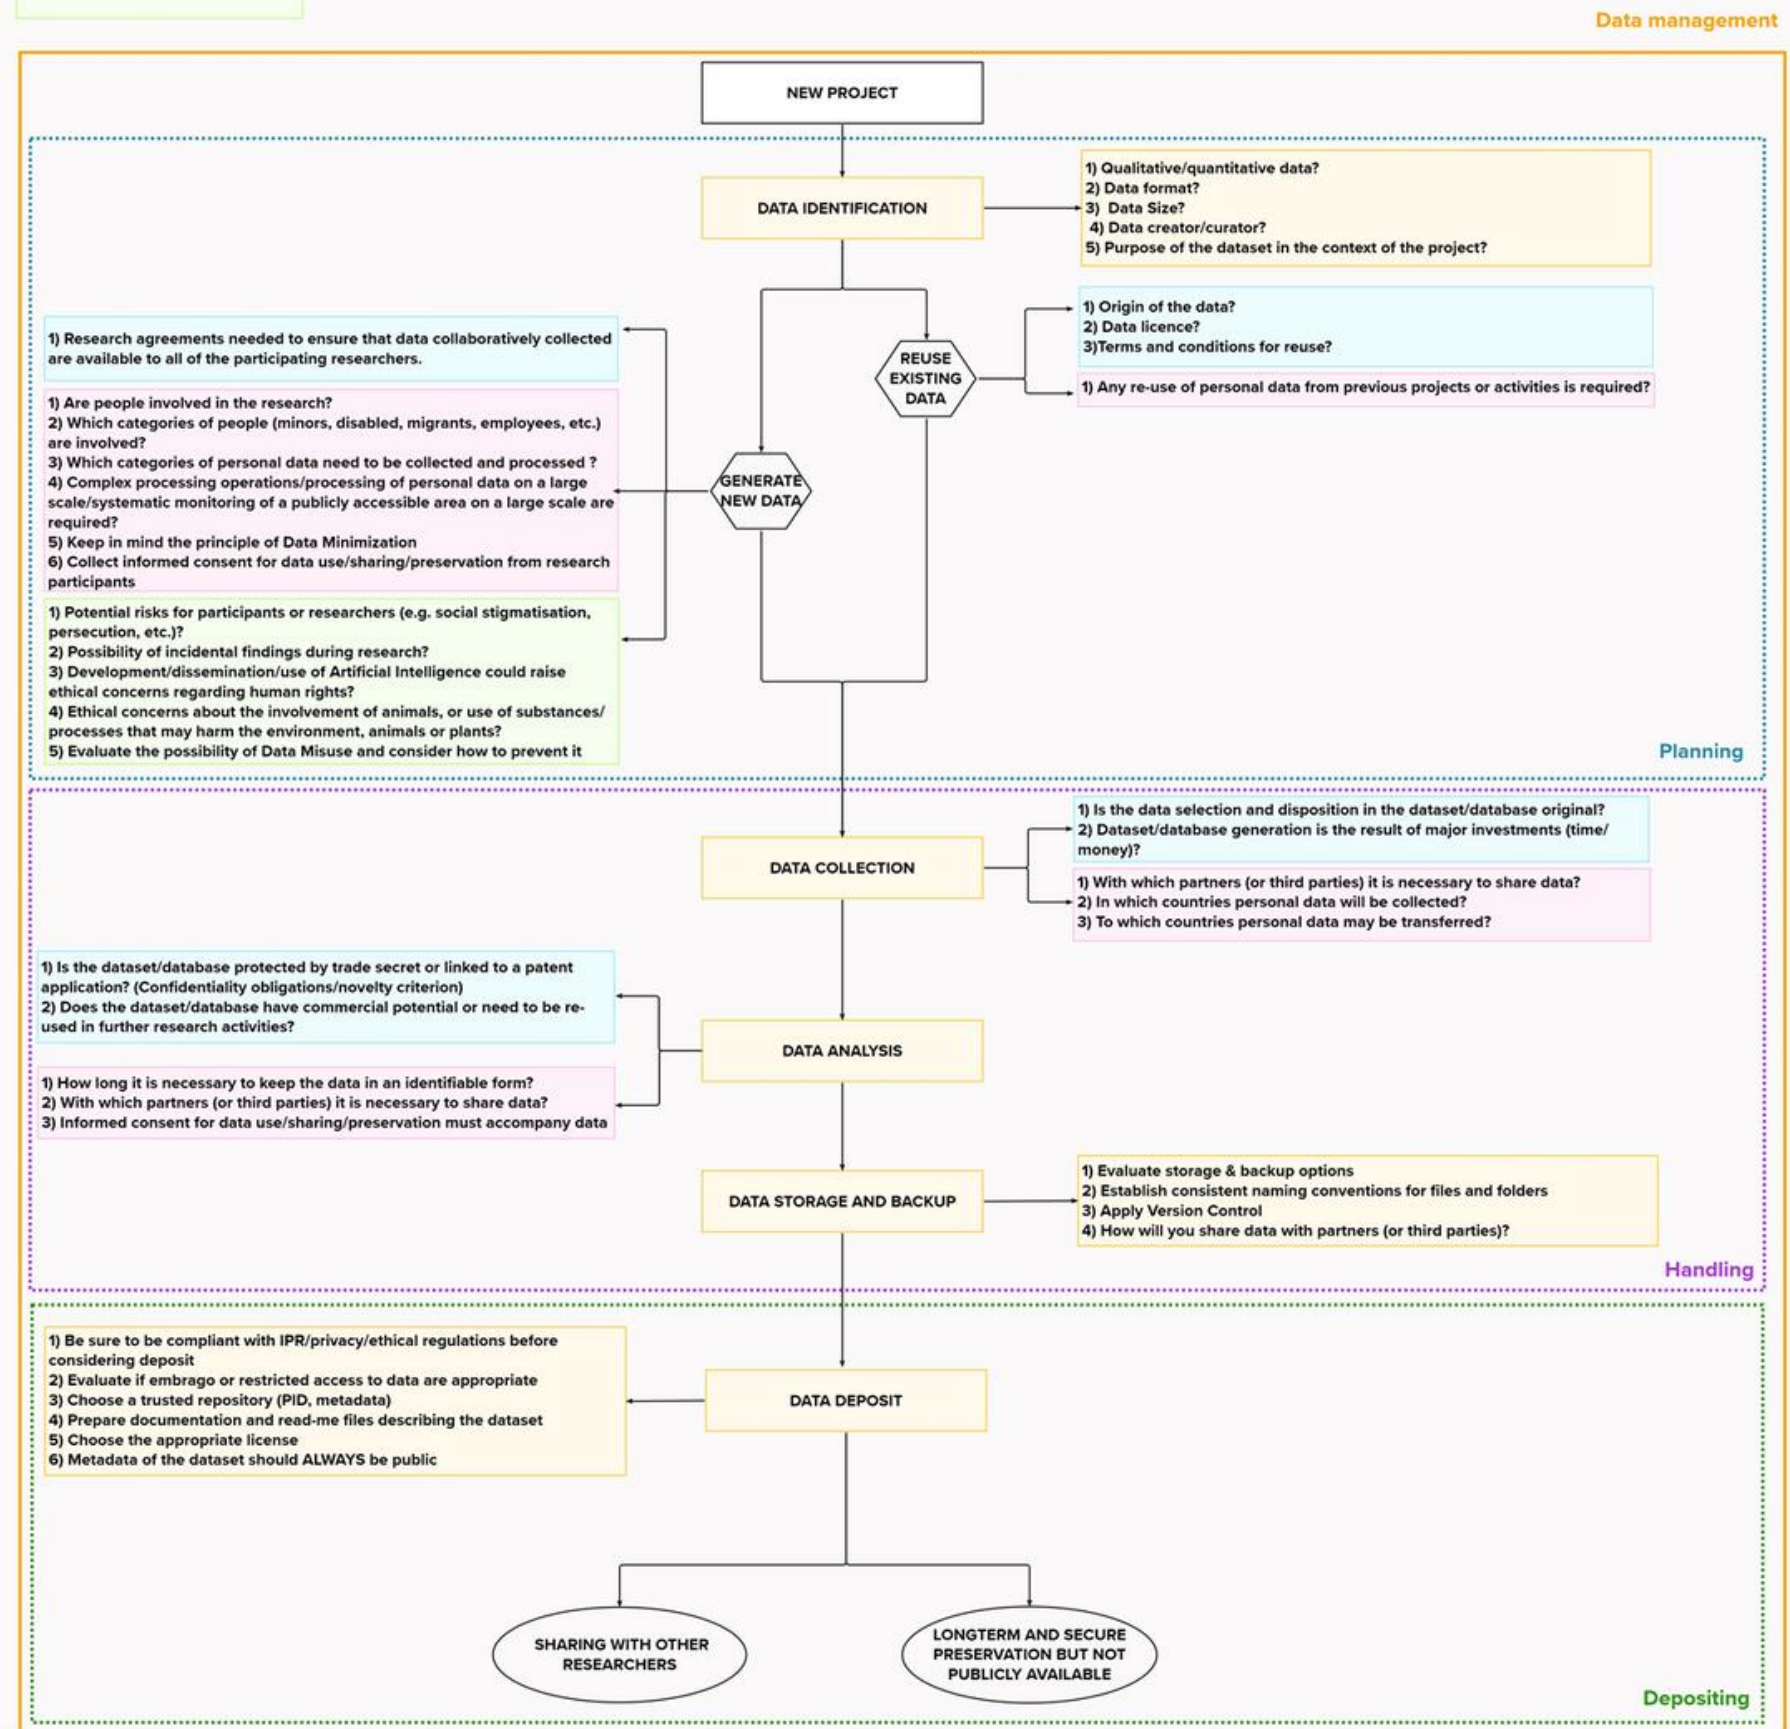 Data management
NEW PROJECT
DATA IDENTIFICATION
1) Qualitative/quantitative data?
2) Data format?
3)  Data Size?
4) Data creator/curator?
5) Purpose of the dataset in the context of the project?
REUSE
EXISTING
DATA
1) Origin of the data?
2) Data licence?
3)Terms and conditions for reuse?
1) Any re-use of personal data from previous projects or activities is required?
GENERATE
NEW DATA
1) Research agreements needed to ensure that data collaboratively collected
are available to all of the participating researchers.
1) Are people involved in the research?
2) Which categories of people (minors, disabled, migrants, employees, etc.)
are involved?
3) Which categories of personal data need to be collected and processed ?
4) Complex processing operations/processing of personal data on a large
scale/systematic monitoring of a publicly accessible area on a large scale are
required?
5) Keep in mind the principle of Data Minimization
6) Collect informed consent for data use/sharing/preservation from research
participants
1) Potential risks for participants or researchers (e.g. social stigmatisation,
persecution, etc.)?
2) Possibility of incidental findings during research?
3) Development/dissemination/use of Artificial Intelligence could raise
ethical concerns regarding human rights?
4) Ethical concerns about the involvement of animals, or use of substances/
processes that may harm the environment, animals or plants?
5) Evaluate the possibility of Data Misuse and consider how to prevent it
Planning
DATA COLLECTION
1) Is the data selection and disposition in the dataset/database original?
2) Dataset/database generation is the result of major investments (time/
money)?
1) With which partners (or third parties) it is necessary to share data?
2) In which countries personal data will be collected?
3) To which countries personal data may be transferred?
1) Is the dataset/database protected by trade secret or linked to a patent
application? (Confidentiality obligations/novelty criterion)
2) Does the dataset/database have commercial potential or need to be re-
used in further research activities?
DATA ANALYSIS
1) How long it is necessary to keep the data in an identifiable form?
2) With which partners (or third parties) it is necessary to share data?
3) Informed consent for data use/sharing/preservation must accompany data
DATA STORAGE AND BACKUP
1) Evaluate storage & backup options
2) Establish consistent naming conventions for files and folders
3) Apply Version Control
4) How will you share data with partners (or third parties)?
Handling
1) Be sure to be compliant with IPR/privacy/ethical regulations before
considering deposit
2) Evaluate if embrago or restricted access to data are appropriate
3) Choose a trusted repository (PID, metadata)
4) Prepare documentation and read-me files describing the dataset
5) Choose the appropriate license
6) Metadata of the dataset should ALWAYS be public
DATA DEPOSIT
SHARING WITH OTHER
RESEARCHERS
LONGTERM AND SECURE
PRESERVATION BUT NOT
PUBLICLY AVAILABLE
Depositing